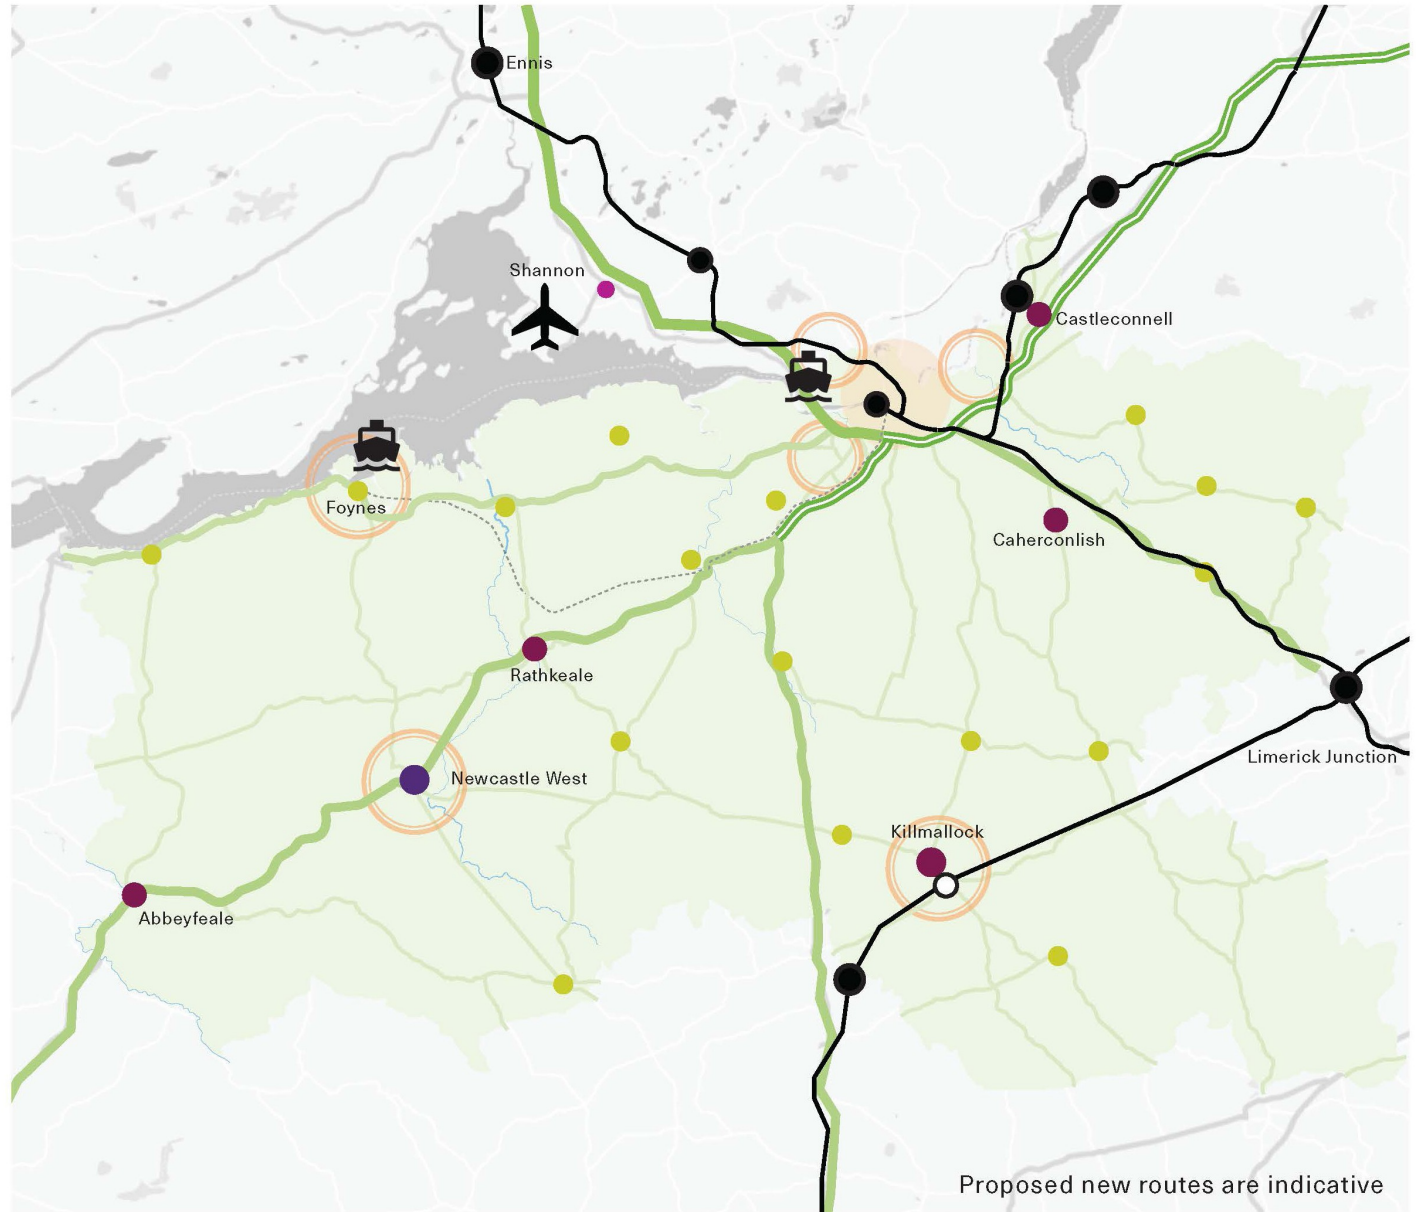 Ennis
Shannon
Castleconnell
Foynes
Caherconlish
Rathkeale
Limerick Junction
Newcastle West
Killmallock
Abbeyfeale
Proposed new routes are indicative